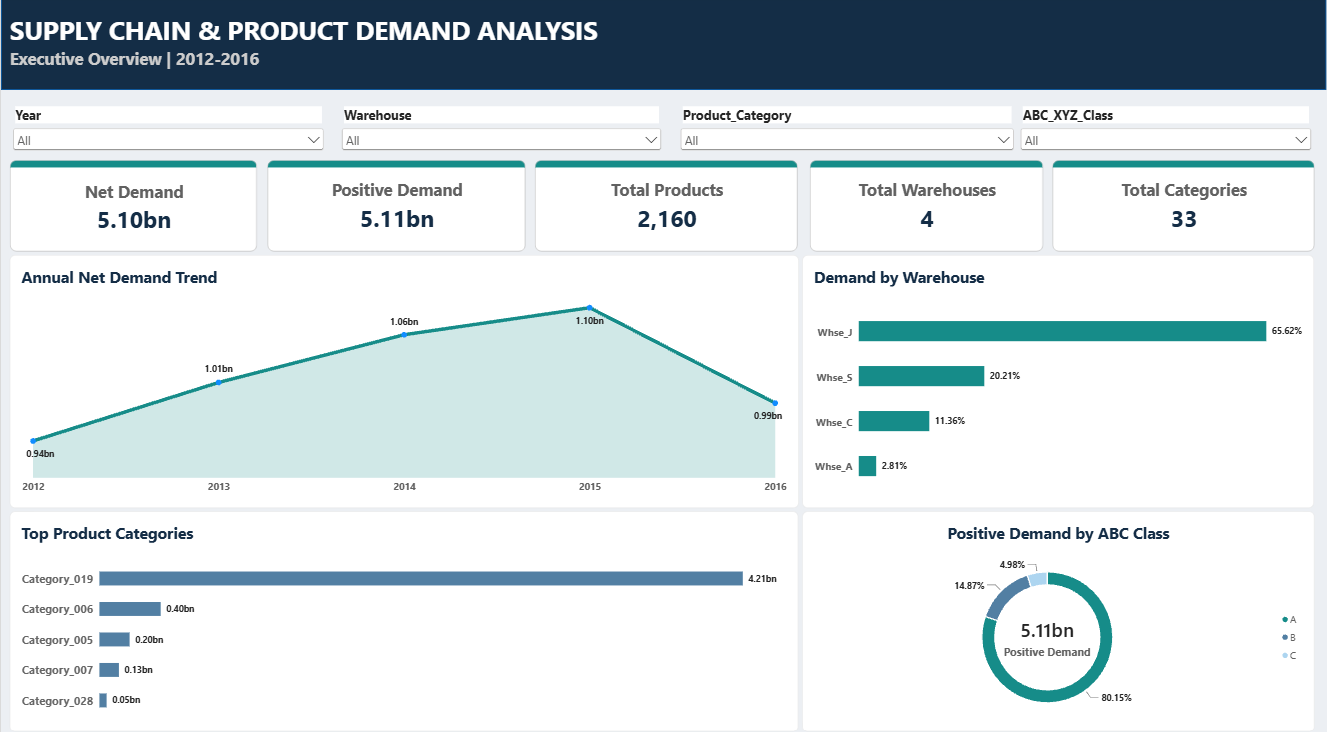 SUPPLY CHAIN & PRODUCT DEMAND ANALYSIS
Executive Overview | 2012-2016
Year
All
Warehouse
All
Product_Category
All
ABC_XYZ_Class
All
Net Demand
5.10bn
Positive Demand
5.11bn
Total Products
2,160
Total Warehouses
4
Total Categories
33
Annual Net Demand Trend
0.94bn
1.01bn
1.06bn
1.10bn
0.99bn
2012
2013
2014
2015
2016
Demand by Warehouse
Whse_J 65.62%
Whse_S 20.21%
Whse_C 11.36%
Whse_A 2.81%
Top Product Categories
Category_019 4.21bn
Category_006 0.40bn
Category_005 0.20bn
Category_007 0.13bn
Category_028 0.05bn
Positive Demand by ABC Class
4.98%
14.87%
5.11bn
Positive Demand
80.15%
A
B
C